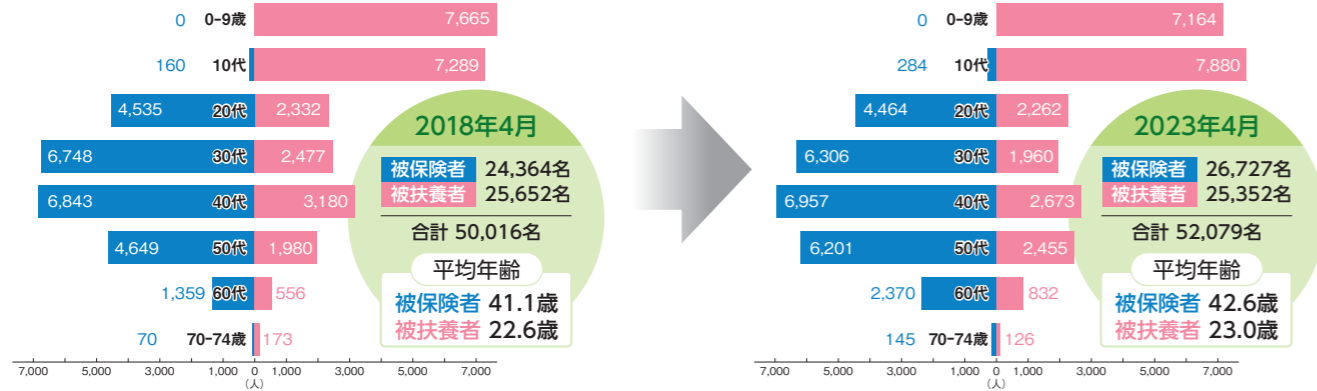 0 0-9歳 7,665
160 10代 7,289
4,535 20代 2,332
6,748 30代 2,477
6,843 40代 3,180
4,649 50代 1,980
1,359 60代 556
70 70-74歳 173
7,000 5,000 3,000 1,000 0 1,000 3,000 5,000 7,000
(人)
2018年4月
被保険者 24,364名
被扶養者 25,652名
合計 50,016名
平均年齢
被保険者 41.1歳
被扶養者 22.6歳
0 0-9歳 7,164
284 10代 7,880
4,464 20代 2,262
6,306 30代 1,960
6,957 40代 2,673
6,201 50代 2,455
2,370 60代 832
145 70-74歳 126
7,000 5,000 3,000 1,000 0 1,000 3,000 5,000 7,000
(人)
2023年4月
被保険者 26,727名
被扶養者 25,352名
合計 52,079名
平均年齢
被保険者 42.6歳
被扶養者 23.0歳